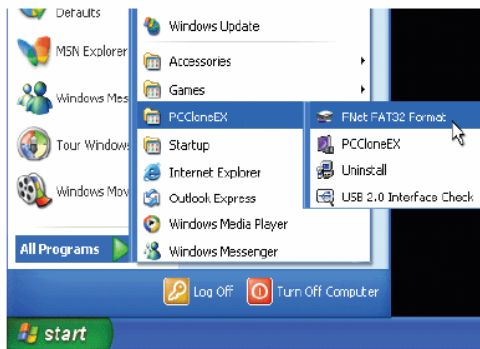 Defaults
MSN Explorer
Windows Mes
Tour Windows
Windows Mov
All Programs
Windows Update
Accessories
Games
PCCloneEX
Startup
Internet Explorer
Outlook Express
Windows Media Player
Windows Messenger
FNet FAT32 Format
PCCloneEX
Uninstall
USB 2.0 Interface Check
Log Off
Turn Off Computer
start